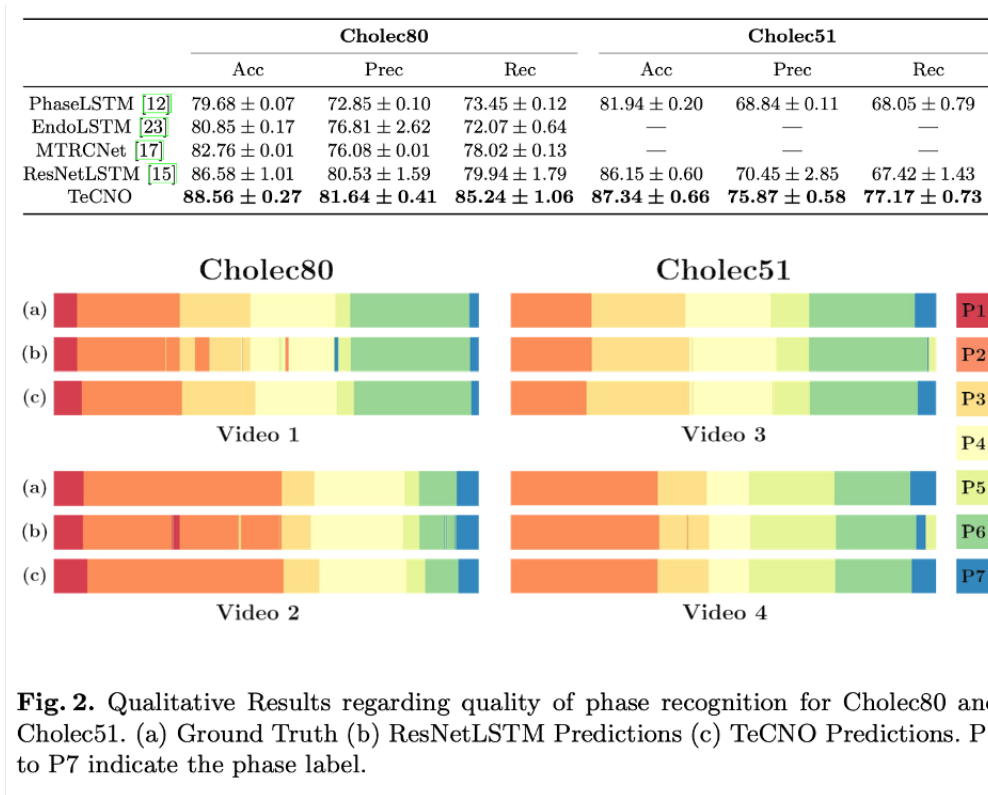 Cholec80 Cholec51
Acc Prec Rec Acc Prec Rec
PhaseLSTM [12] 79.68 ± 0.07 72.85 ± 0.10 73.45 ± 0.12 81.94 ± 0.20 68.84 ± 0.11 68.05 ± 0.79
EndoLSTM [23] 80.85 ± 0.17 76.81 ± 2.62 72.07 ± 0.64 — — —
MTRCNet [17] 82.76 ± 0.01 76.08 ± 0.01 78.02 ± 0.13 — — —
ResNetLSTM [15] 86.58 ± 1.01 80.53 ± 1.59 79.94 ± 1.79 86.15 ± 0.60 70.45 ± 2.85 67.42 ± 1.43
TeCNO 88.56 ± 0.27 81.64 ± 0.41 85.24 ± 1.06 87.34 ± 0.66 75.87 ± 0.58 77.17 ± 0.73
Cholec80 Cholec51
(a) P1
(b) P2
(c) P3
Video 1 Video 3
P4
(a) P5
(b) P6
(c) P7
Video 2 Video 4
Fig. 2. Qualitative Results regarding quality of phase recognition for Cholec80 and
Cholec51. (a) Ground Truth (b) ResNetLSTM Predictions (c) TeCNO Predictions. P
to P7 indicate the phase label.